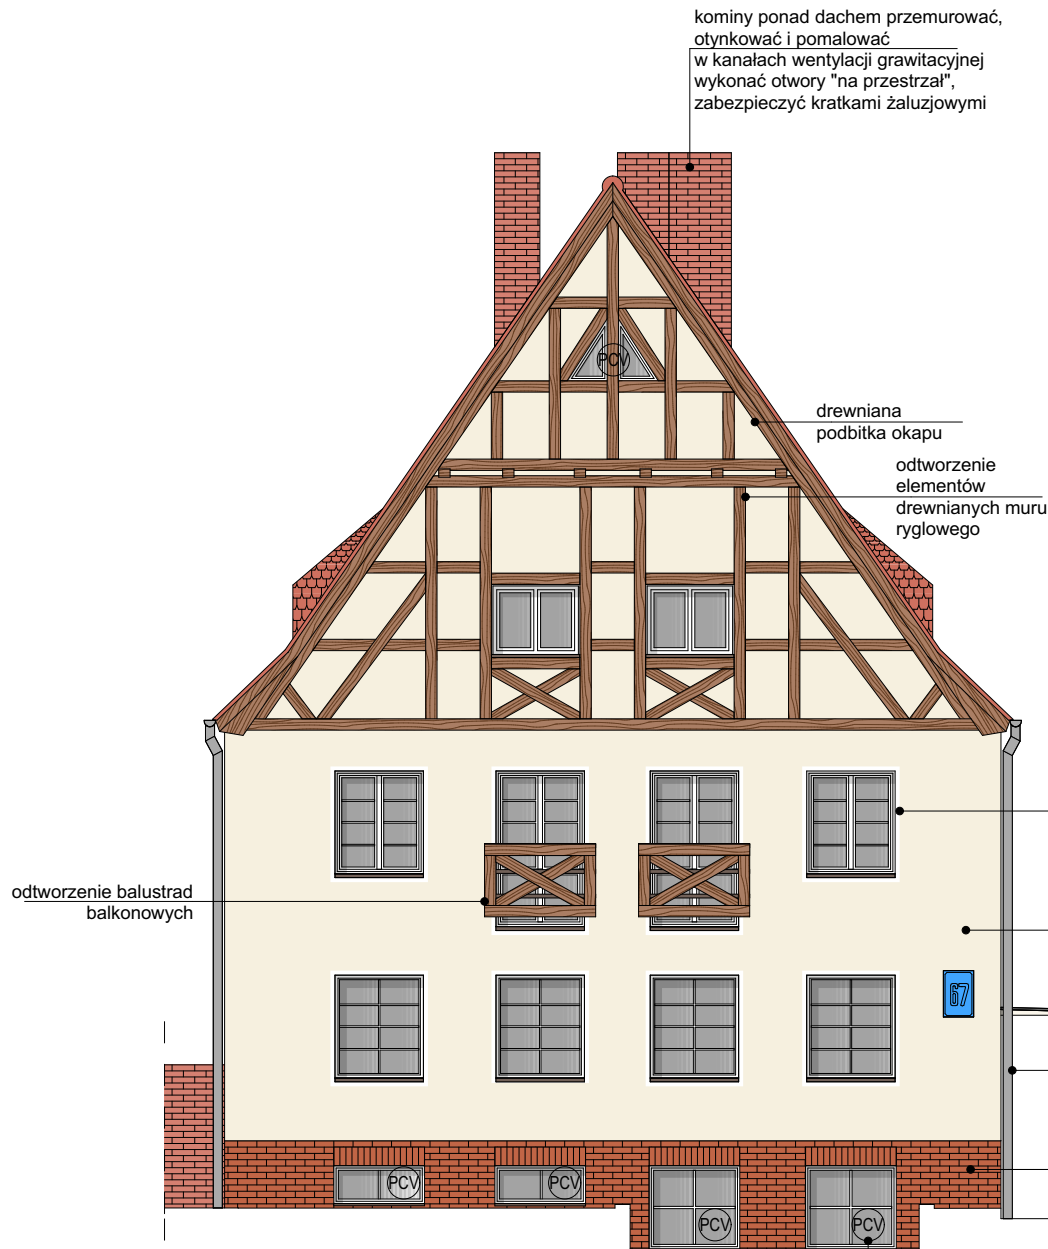 kominy ponad dachem przemurować,
otynkować i pomalować
w kanałach wentylacji grawitacyjnej
wykonać otwory "na przestrzał",
zabezpieczyć kratkami żaluzjowymi
PCV
drewniana
podbitka okapu
odtworzenie
elementów
drewnianych muru
ryglowego
odtworzenie balustrad
balkonowych
67
PCV
PCV
PCV
PCV